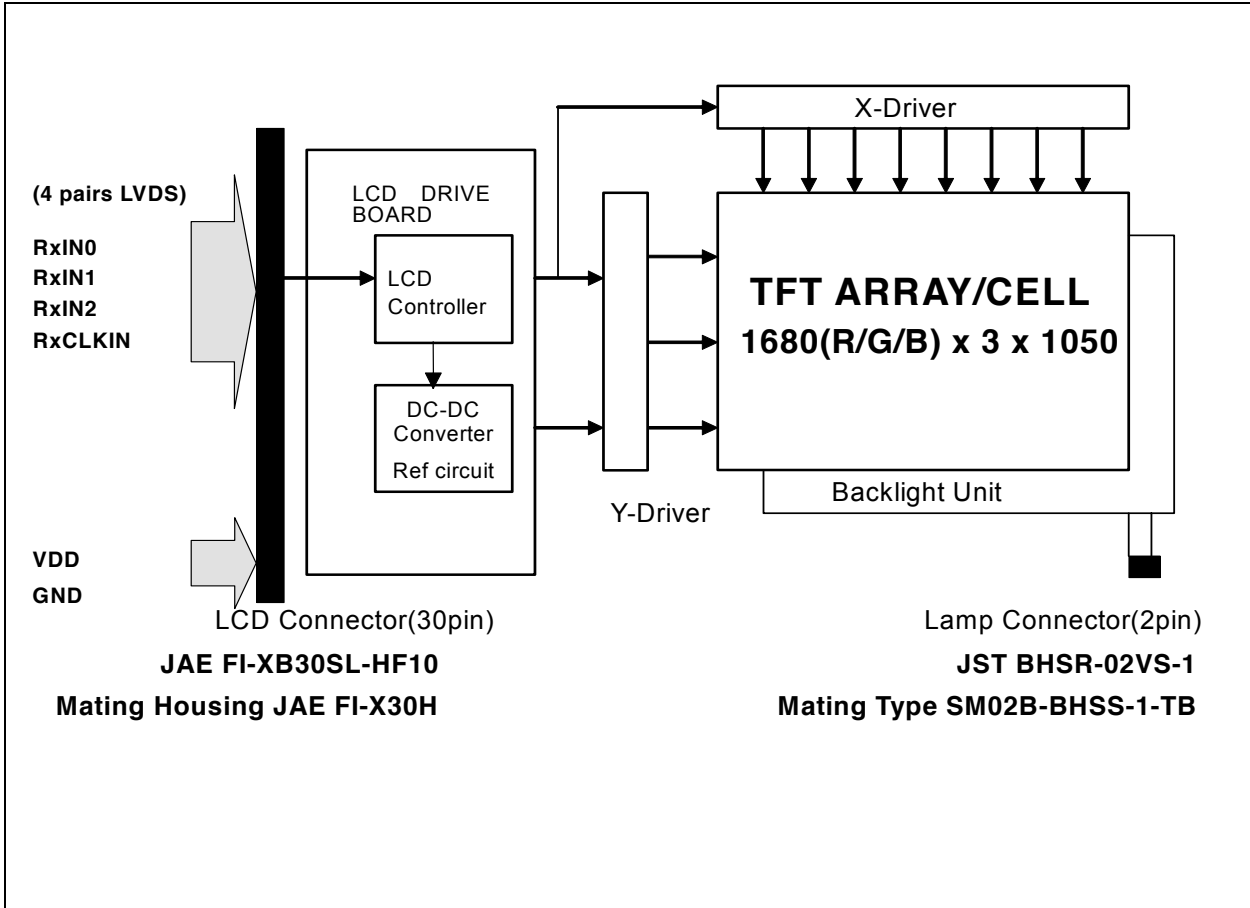 X-Driver
(4 pairs LVDS)
RxIN0
RxIN1
RxIN2
RxCLKIN
LCD DRIVE
BOARD
LCD
Controller
DC-DC
Converter
Ref circuit
TFT ARRAY/CELL
1680(R/G/B) x 3 x 1050
Backlight Unit
Y-Driver
VDD
GND
LCD Connector(30pin)
JAE FI-XB30SL-HF10
Mating Housing JAE FI-X30H
Lamp Connector(2pin)
JST BHSR-02VS-1
Mating Type SM02B-BHSS-1-TB